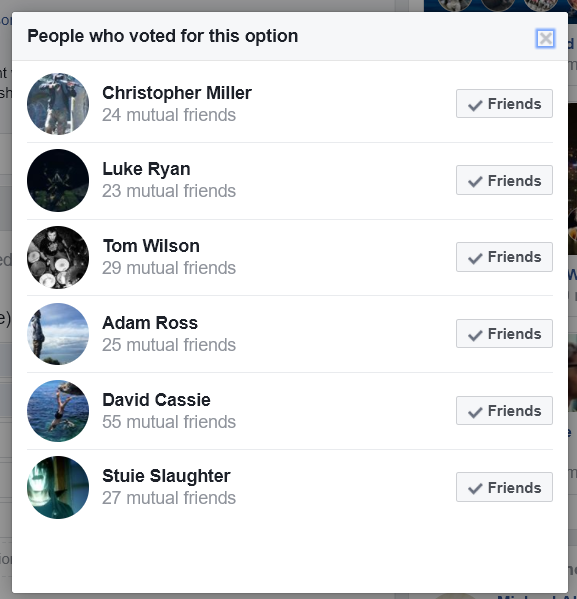 People who voted for this option
Christopher Miller
24 mutual friends
Friends
Luke Ryan
23 mutual friends
Friends
Tom Wilson
29 mutual friends
Friends
Adam Ross
25 mutual friends
Friends
David Cassie
55 mutual friends
Friends
Stuie Slaughter
27 mutual friends
Friends